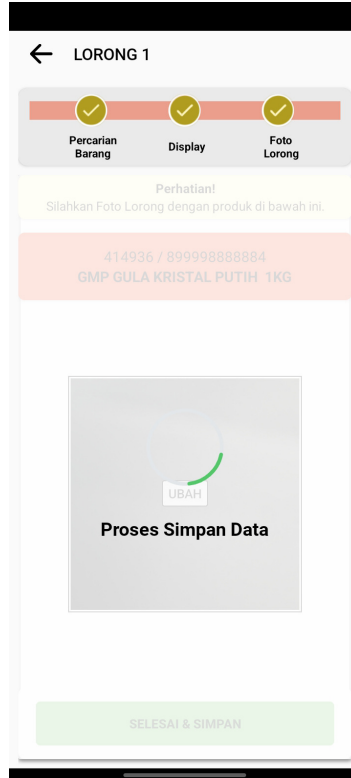 LORONG 1
Percarian
Barang
Display
Foto
Lorong
Perhatian!
Silahkan Foto Lorong dengan produk di bawah ini.
414936 / 899998888884
GMP GULA KRISTAL PUTIH 1KG
UBAH
Proses Simpan Data
SELESAI & SIMPAN